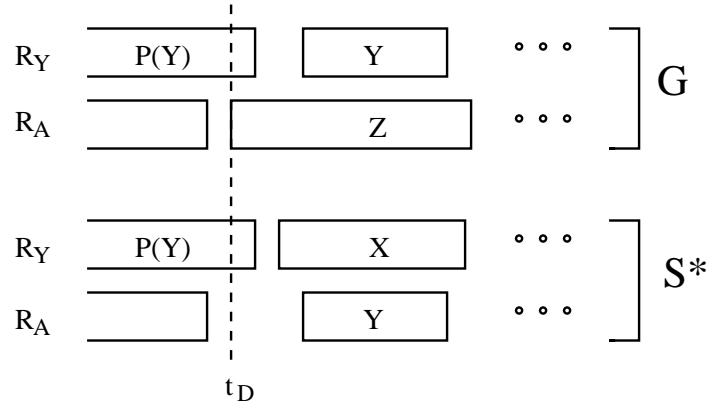 R_Y P(Y) Y ∘ ∘ ∘
R_A Z ∘ ∘ ∘ G
R_Y P(Y) X ∘ ∘ ∘
R_A Y ∘ ∘ ∘ S*
t_D